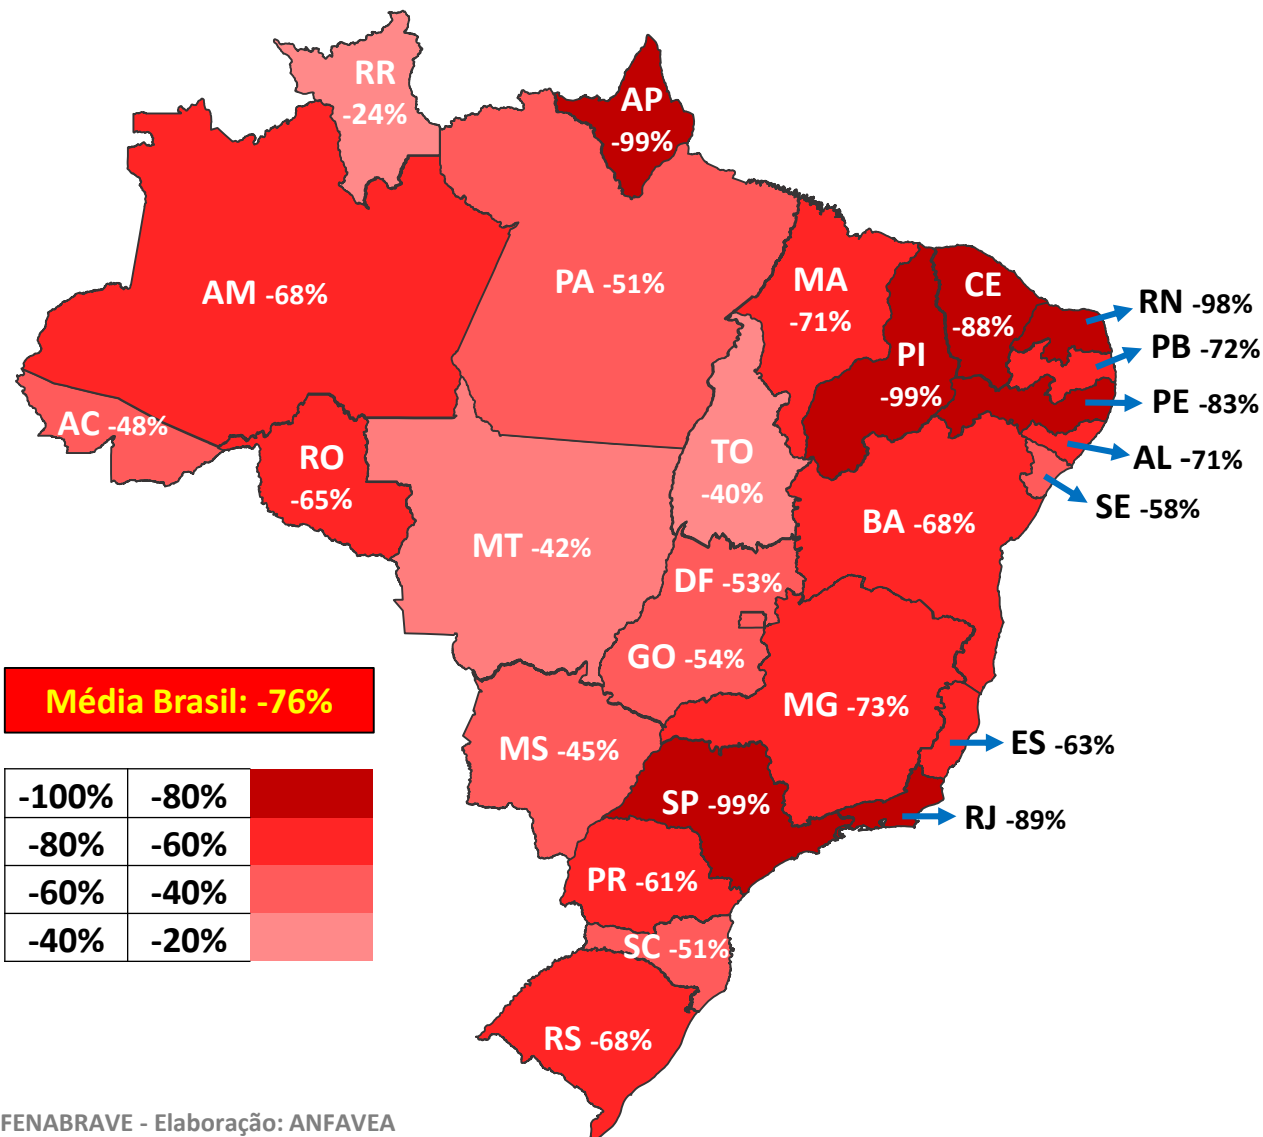 RR
-24%
AP
-99%
AM -68%
PA -51%
MA
-71%
CE
-88%
RN -98%
PB -72%
PI
-99%
PE -83%
AC -48%
RO
-65%
TO
-40%
AL -71%
SE -58%
BA -68%
MT -42%
DF -53%
GO -54%
Média Brasil: -76%
MG -73%
MS -45%
ES -63%
-100% -80%
SP -99%
RJ -89%
-80% -60%
PR -61%
-60% -40%
-40% -20%
SC -51%
RS -68%
FENABRAVE - Elaboração: ANFAVEA